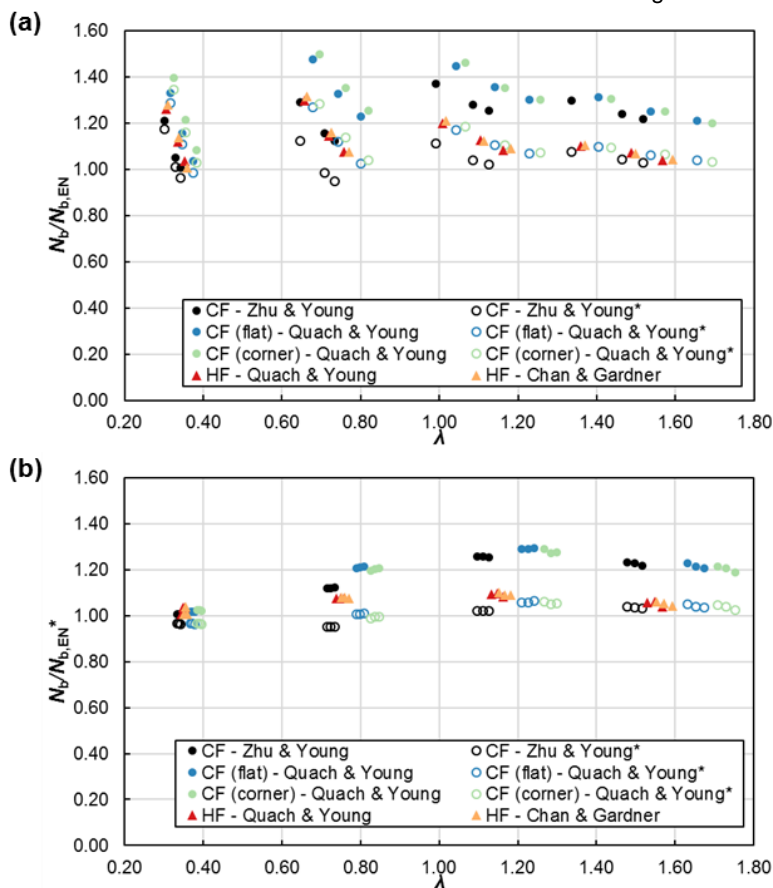 (a)
1.60
1.40
1.20
1.00
0.80
0.60
0.40
0.20
0.00
N_b/N_b,EN
CF - Zhu & Young
CF - Zhu & Young*
CF (flat) - Quach & Young
CF (flat) - Quach & Young*
CF (corner) - Quach & Young
CF (corner) - Quach & Young*
HF - Quach & Young
HF - Chan & Gardner
0.20 0.40 0.60 0.80 1.00 1.20 1.40 1.60 1.80
λ
(b)
1.60
1.40
1.20
1.00
0.80
0.60
0.40
0.20
0.00
N_b/N_b,EN*
CF - Zhu & Young
CF - Zhu & Young*
CF (flat) - Quach & Young
CF (flat) - Quach & Young*
CF (corner) - Quach & Young
CF (corner) - Quach & Young*
HF - Quach & Young
HF - Chan & Gardner
0.20 0.40 0.60 0.80 1.00 1.20 1.40 1.60 1.80
λ